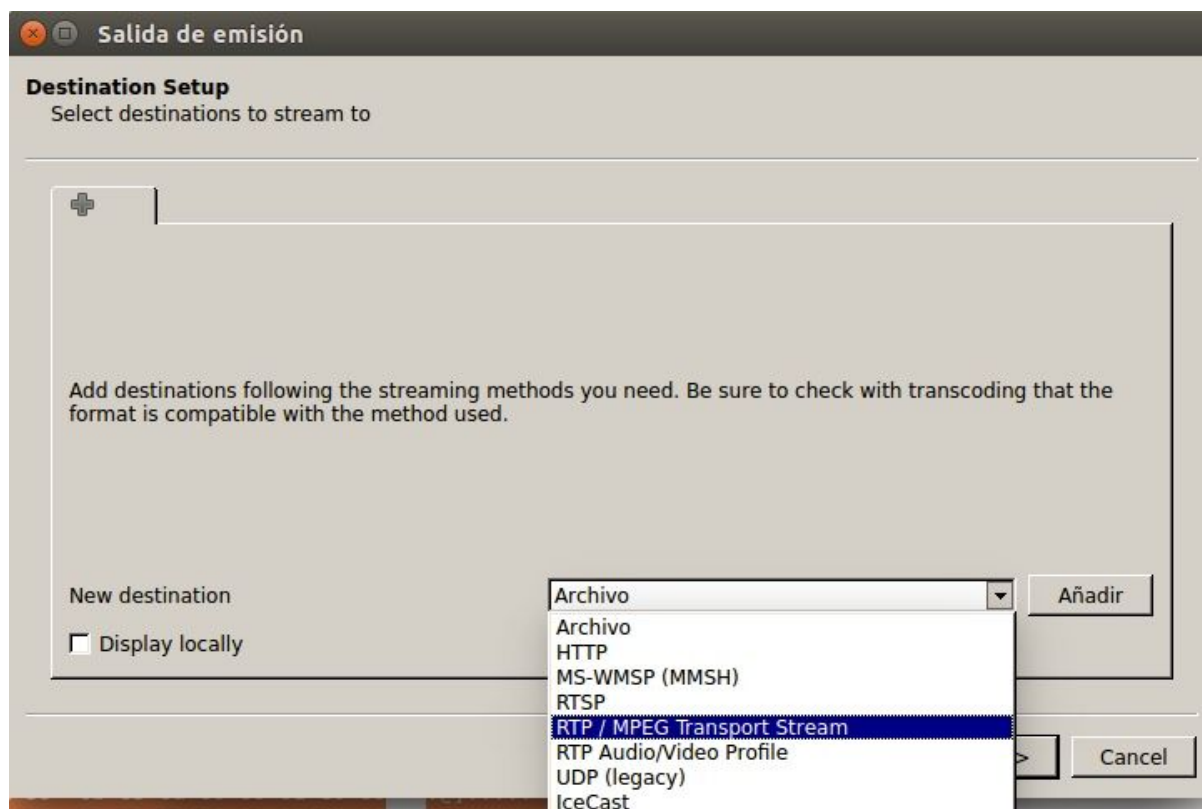 Salida de emisión
Destination Setup
Select destinations to stream to
Add destinations following the streaming methods you need. Be sure to check with transcoding that the
format is compatible with the method used.
New destination
Archivo
Añadir
Display locally
Archivo
HTTP
MS-WMSP (MMSH)
RTSP
RTP / MPEG Transport Stream
RTP Audio/Video Profile
UDP (legacy)
IceCast
>
Cancel